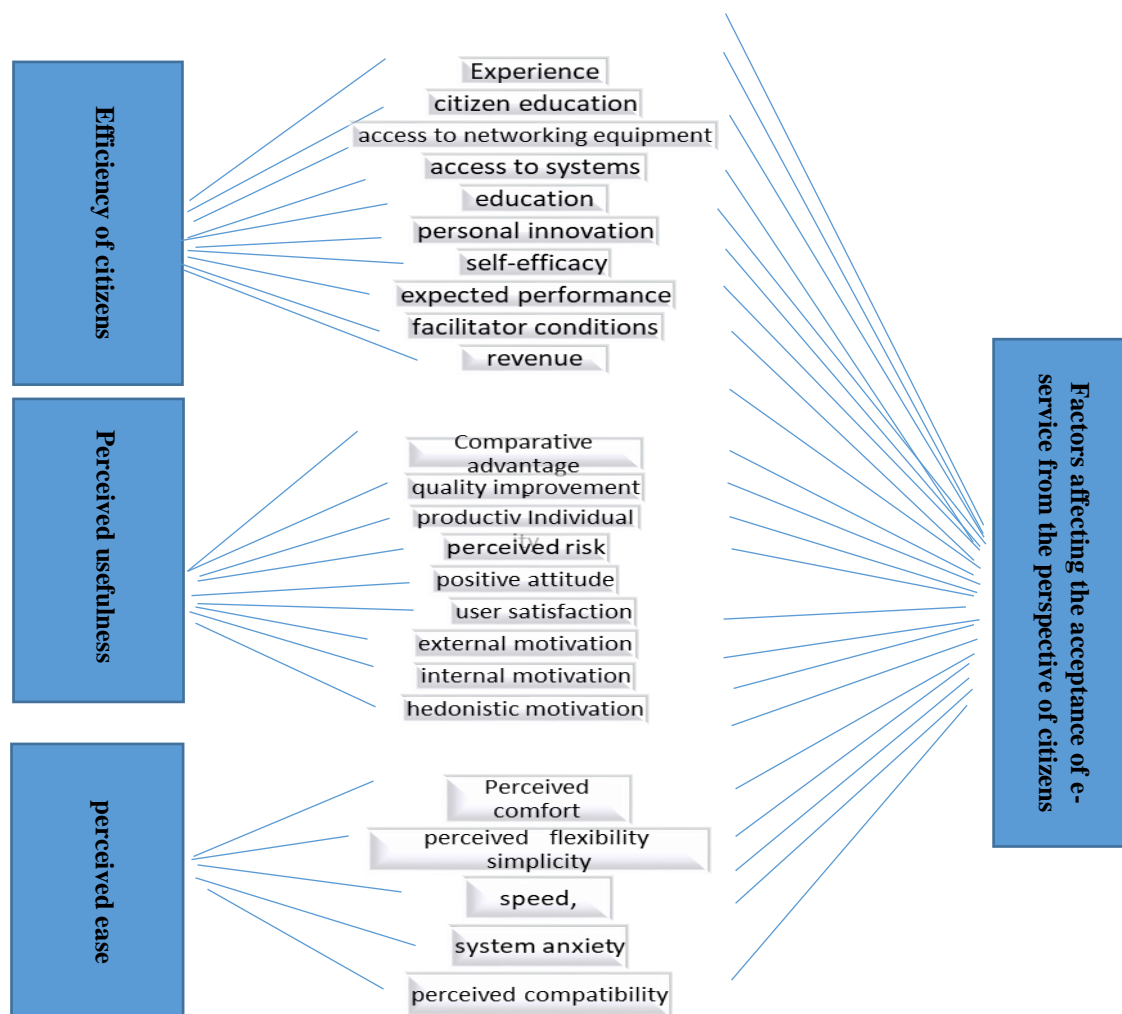 Efficiency of citizens
Experience
citizen education
access to networking equipment
access to systems
education
personal innovation
self-efficacy
expected performance
facilitator conditions
revenue
Perceived usefulness
Comparative
advantage
quality improvement
productiv Individual
ity
perceived risk
positive attitude
user satisfaction
external motivation
internal motivation
hedonistic motivation
perceived ease
Perceived
comfort
perceived flexibility
simplicity
speed,
system anxiety
perceived compatibility
Factors affecting the acceptance of e-
service from the perspective of citizens